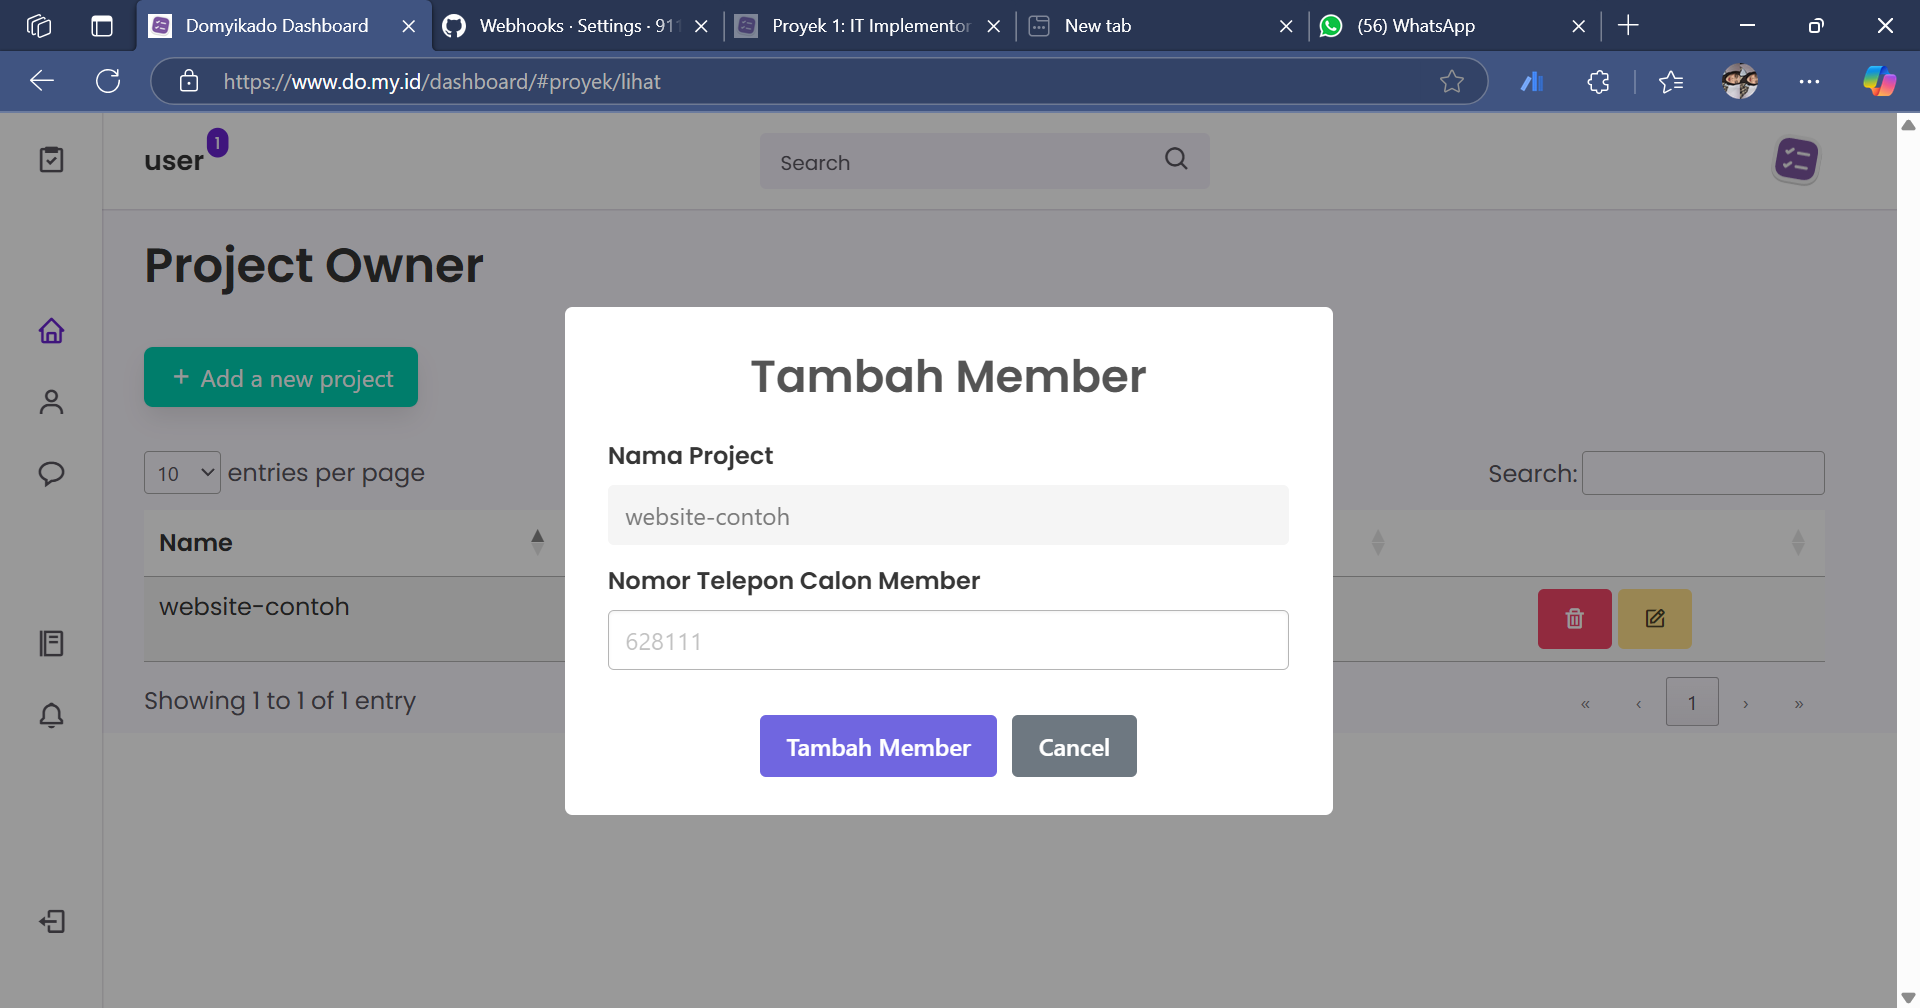 Domyikado Dashboard
Webhooks · Settings · 911
Proyek 1: IT Implementor
New tab
(56) WhatsApp
https://www.do.my.id/dashboard/#proyek/lihat
user
1
Search
Project Owner
+ Add a new project
Tambah Member
Nama Project
website-contoh
Nomor Telepon Calon Member
628111
Tambah Member
Cancel
10 entries per page
Search:
Name
website-contoh
Showing 1 to 1 of 1 entry
« ‹ 1 › »